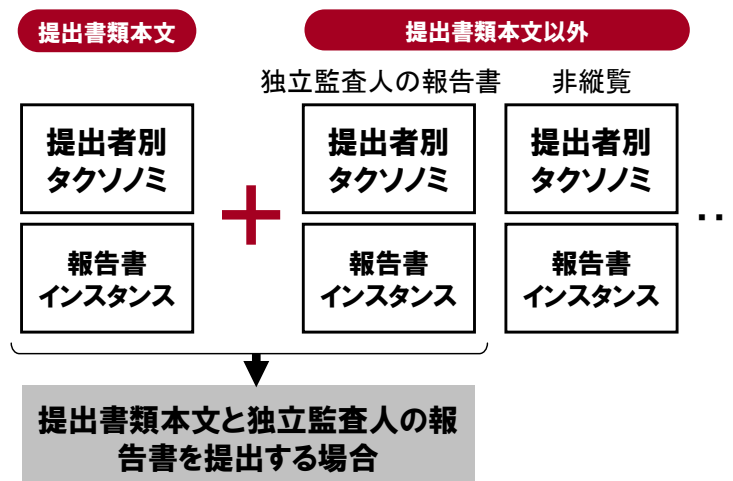 提出書類本文
提出書類本文以外
独立監査人の報告書
非縦覧
提出者別
タクソノミ
提出者別
タクソノミ
提出者別
タクソノミ
＋
‥
報告書
インスタンス
報告書
インスタンス
報告書
インスタンス
提出書類本文と独立監査人の報
告書を提出する場合